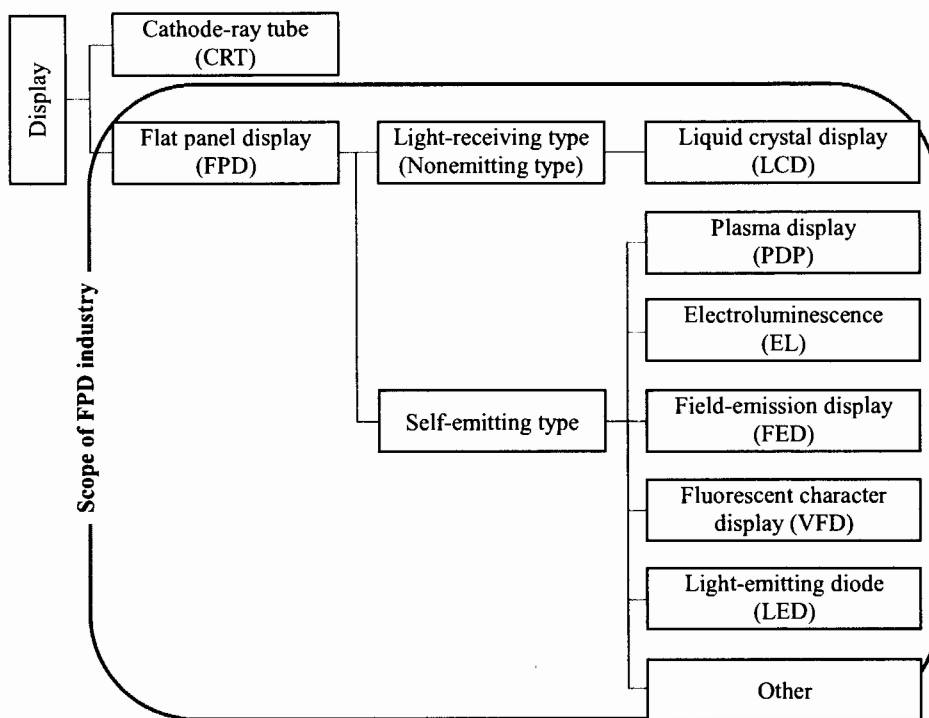 Display
Cathode-ray tube
(CRT)
Flat panel display
(FPD)
Light-receiving type
(Nonemitting type)
Liquid crystal display
(LCD)
Plasma display
(PDP)
Electroluminescence
(EL)
Self-emitting type
Field-emission display
(FED)
Fluorescent character
display (VFD)
Light-emitting diode
(LED)
Other
Scope of FPD industry